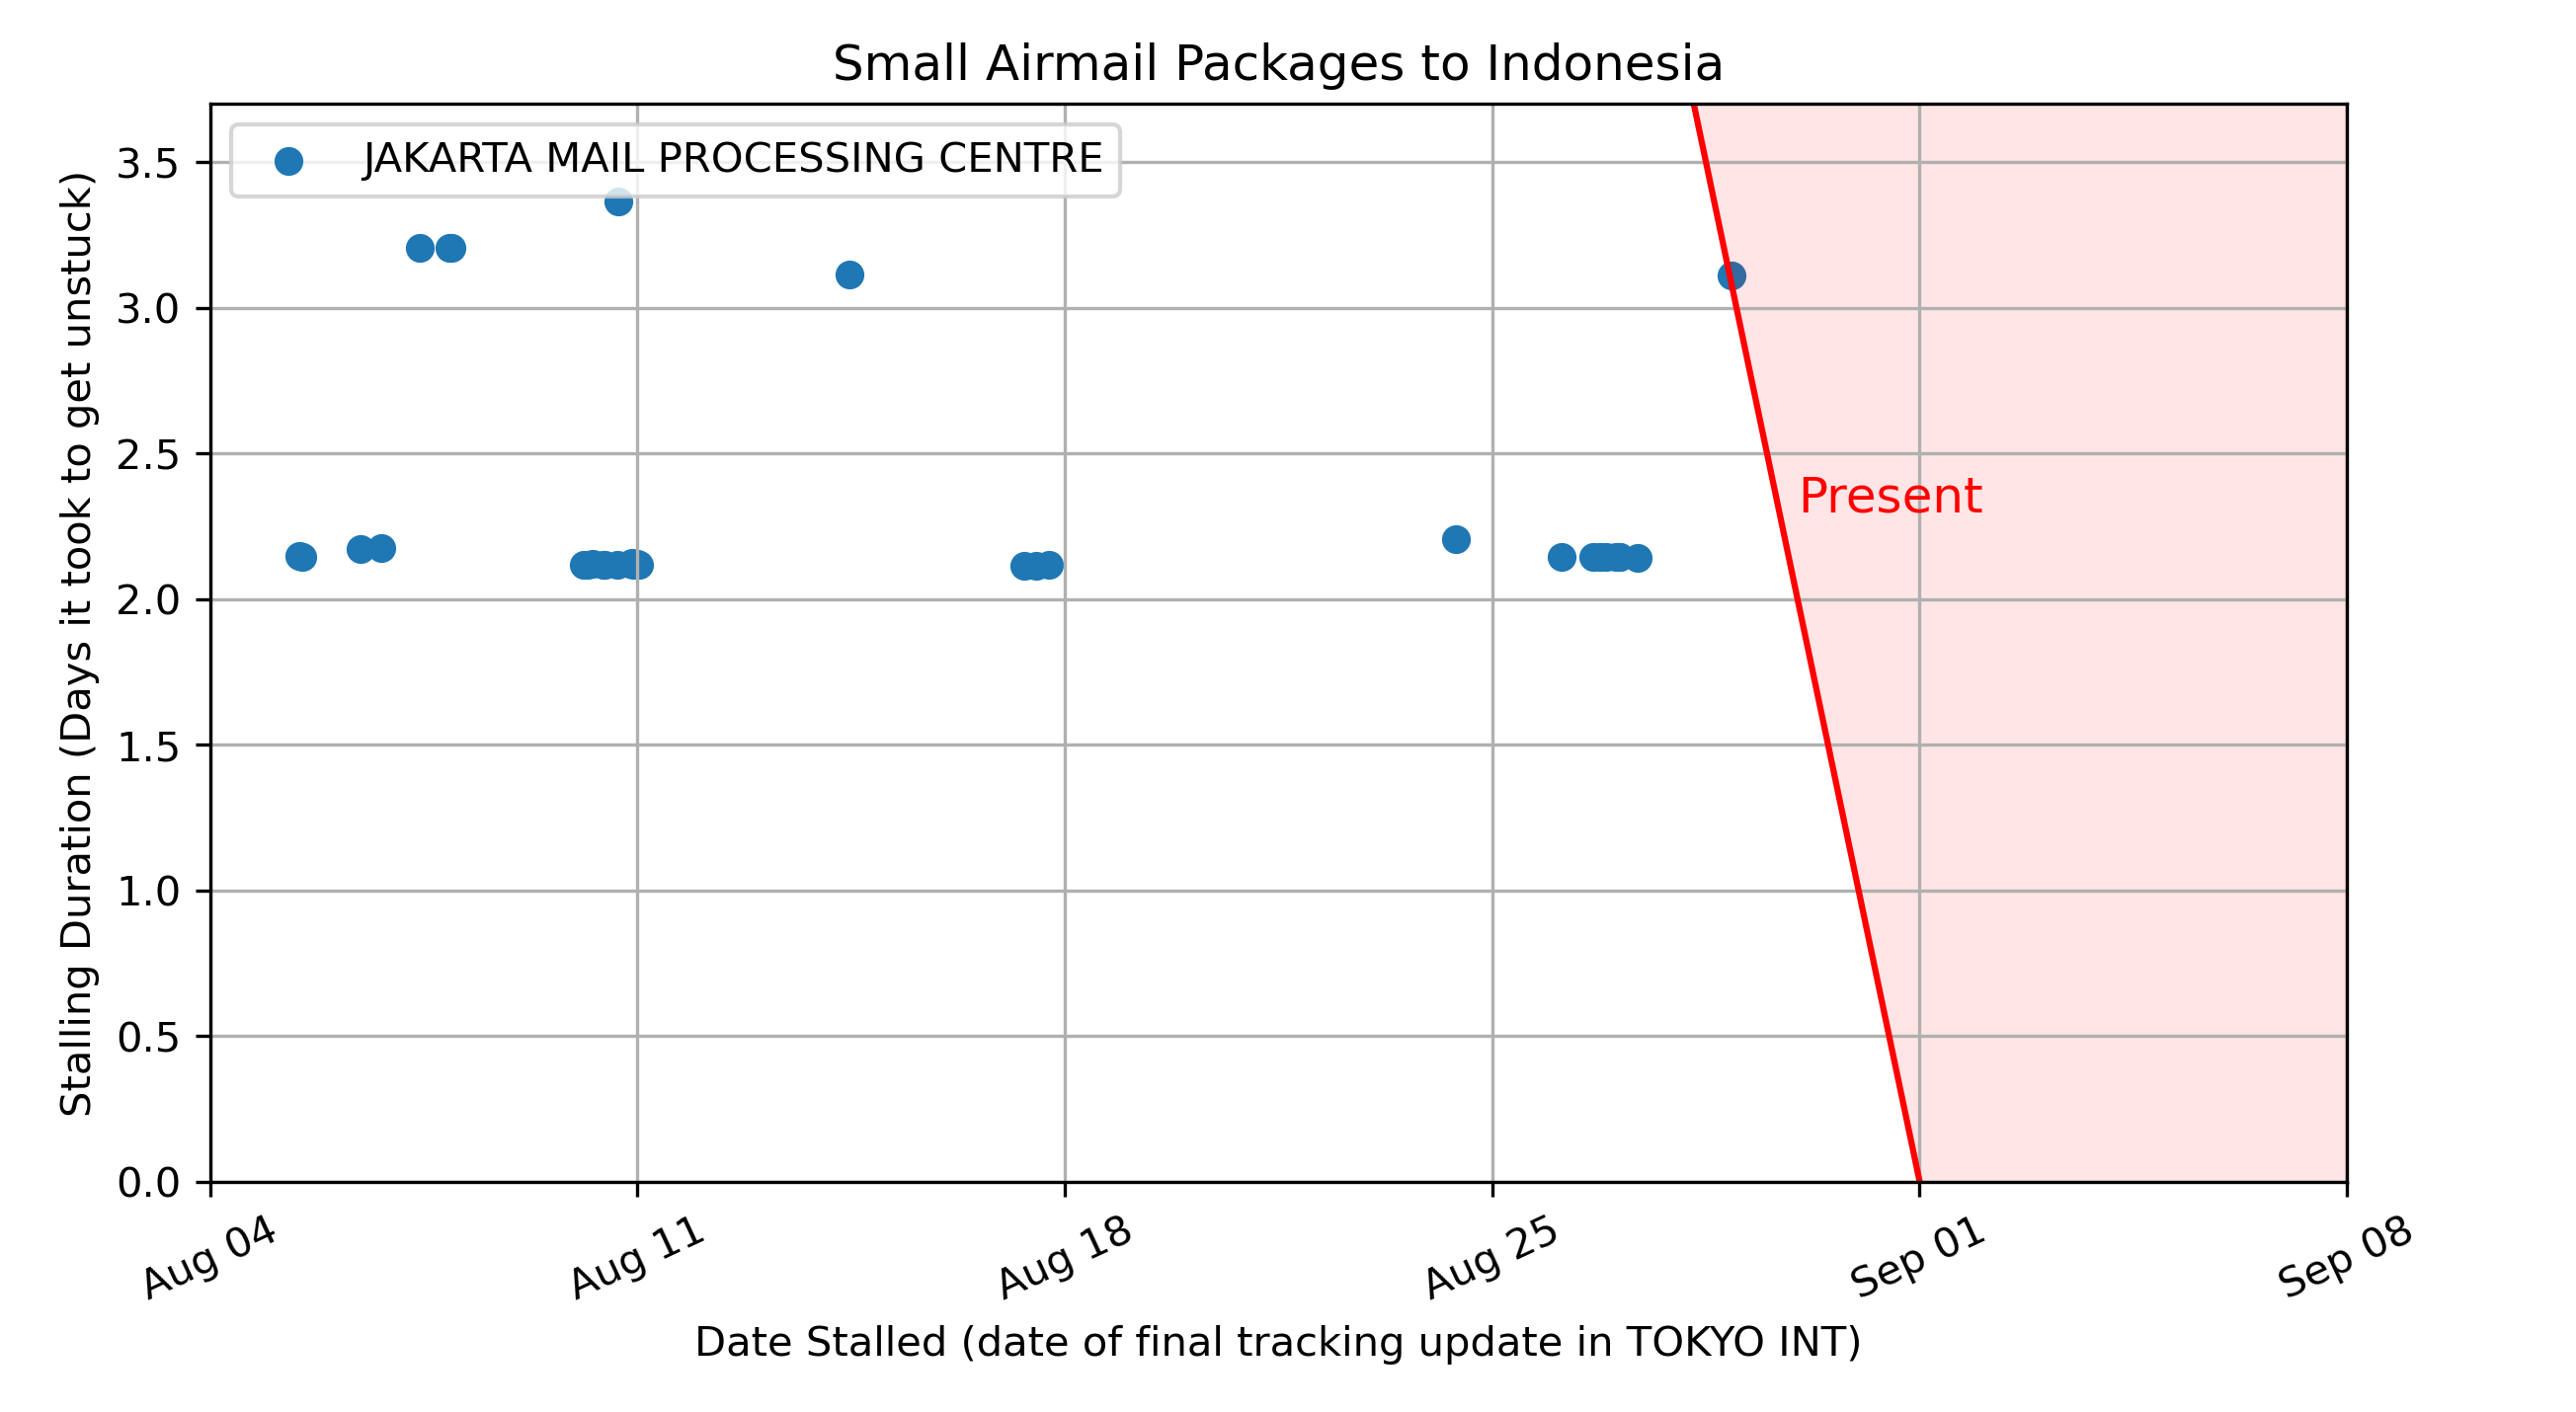 Small Airmail Packages to Indonesia
JAKARTA MAIL PROCESSING CENTRE
Stalling Duration (Days it took to get unstuck)
3.5
3.0
2.5
2.0
1.5
1.0
0.5
0.0
Present
Aug 04
Aug 11
Aug 18
Aug 25
Sep 01
Sep 08
Date Stalled (date of final tracking update in TOKYO INT)